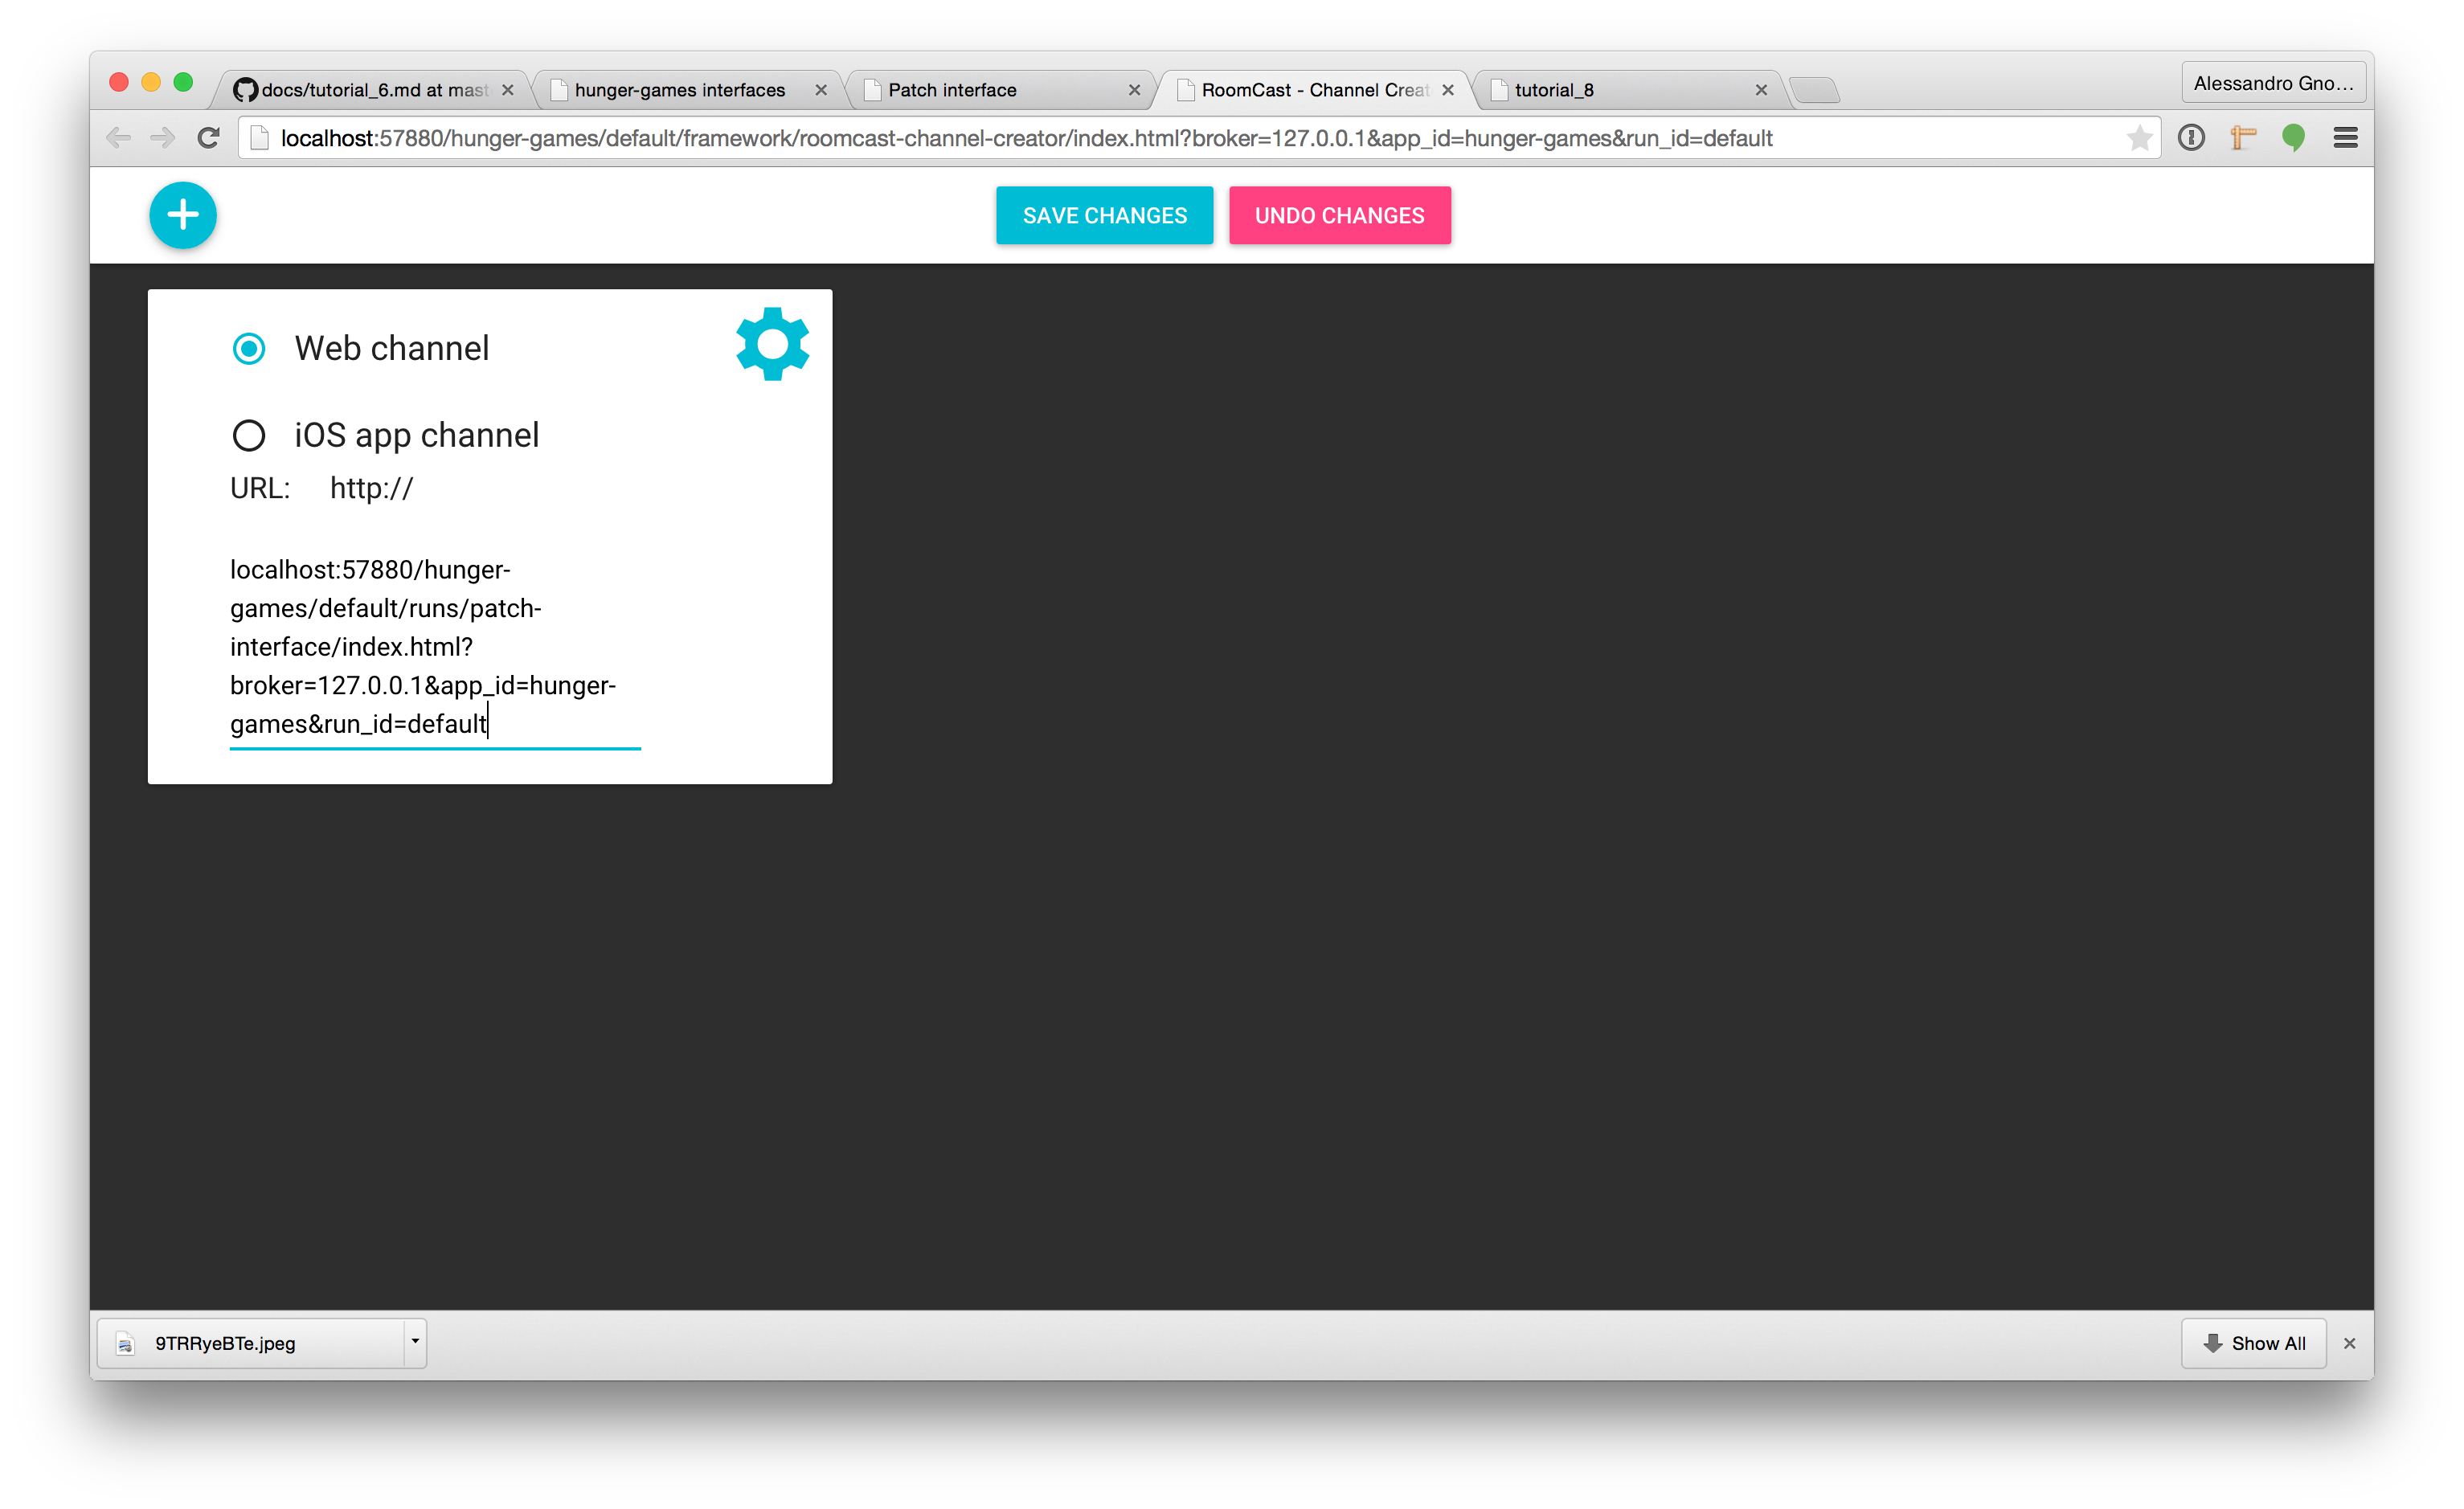 docs/tutorial_6.md at mast
hunger-games interfaces
Patch interface
RoomCast - Channel Creat
tutorial_8
Alessandro Gno...
localhost:57880/hunger-games/default/framework/roomcast-channel-creator/index.html?broker=127.0.0.1&app_id=hunger-games&run_id=default
SAVE CHANGES
UNDO CHANGES
Web channel
iOS app channel
URL: http://
localhost:57880/hunger-
games/default/runs/patch-
interface/index.html?
broker=127.0.0.1&app_id=hunger-
games&run_id=default
9TRRyeBTe.jpeg
Show All